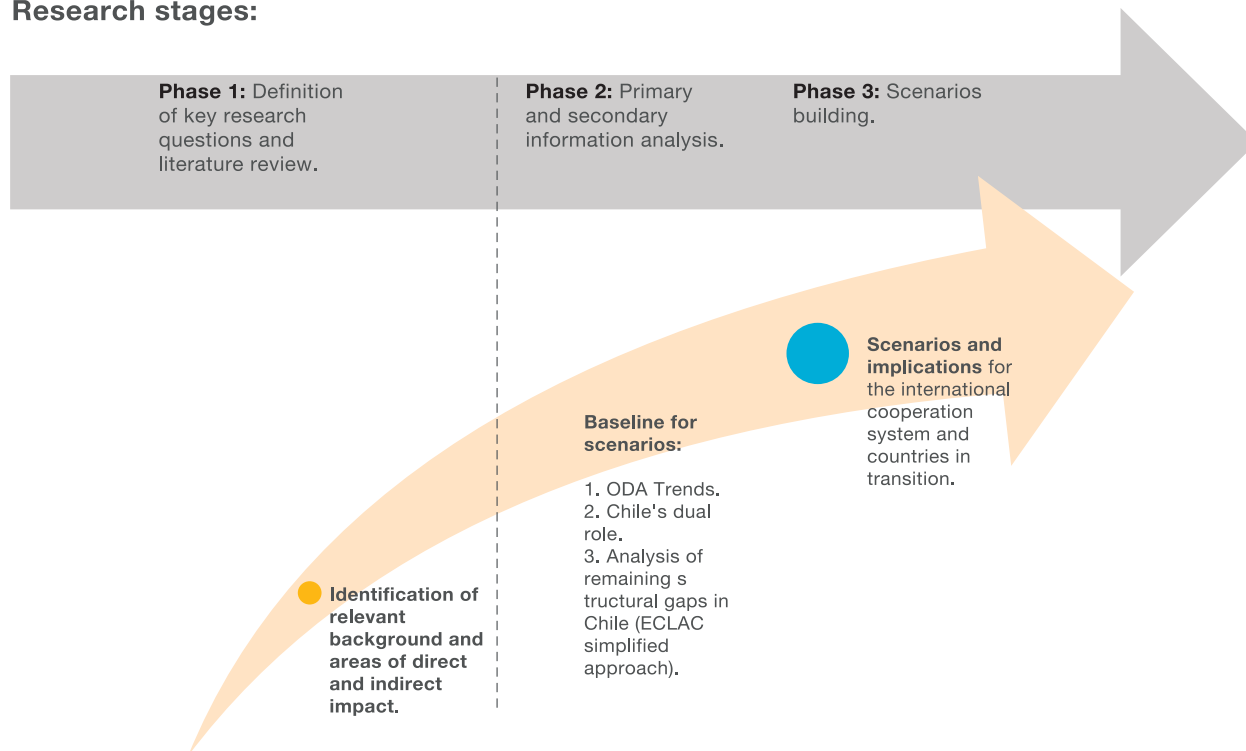 Research stages:
Phase 1: Definition
of key research
questions and
literature review.
Phase 2: Primary
and secondary
information analysis.
Phase 3: Scenarios
building.
Identification of
relevant
background and
areas of direct
and indirect
impact.
Baseline for
scenarios:
1. ODA Trends.
2. Chile's dual
role.
3. Analysis of
remaining s
tructural gaps in
Chile (ECLAC
simplified
approach).
Scenarios and
implications for
the international
cooperation
system and
countries in
transition.